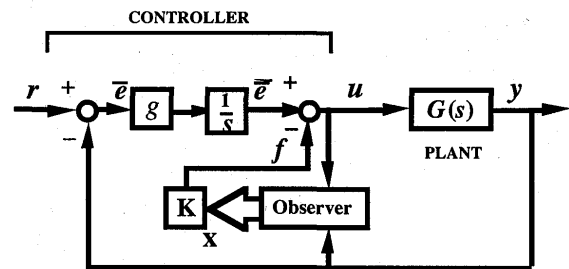 CONTROLLER
r + e̅ g 1/s e̿ + u G(s) y
− f −
PLANT
K Observer
x